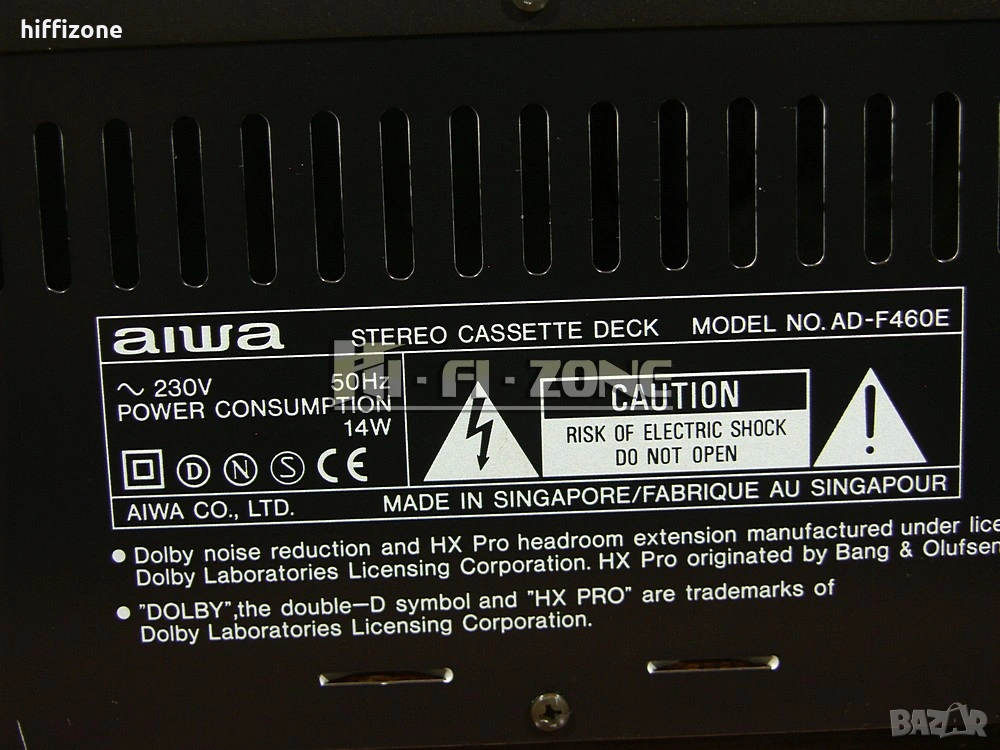 hiffizone
aiwa STEREO CASSETTE DECK MODEL NO. AD-F460E
HI-FI-ZONE
~ 230V 50Hz
POWER CONSUMPTION
14W
CAUTION
RISK OF ELECTRIC SHOCK
DO NOT OPEN
D N S CE
AIWA CO., LTD. MADE IN SINGAPORE/FABRIQUE AU SINGAPOUR
● Dolby noise reduction and HX Pro headroom extension manufactured under lice
Dolby Laboratories Licensing Corporation. HX Pro originated by Bang & Olufsen
● "DOLBY",the double-D symbol and "HX PRO" are trademarks of
Dolby Laboratories Licensing Corporation.
BAZAR